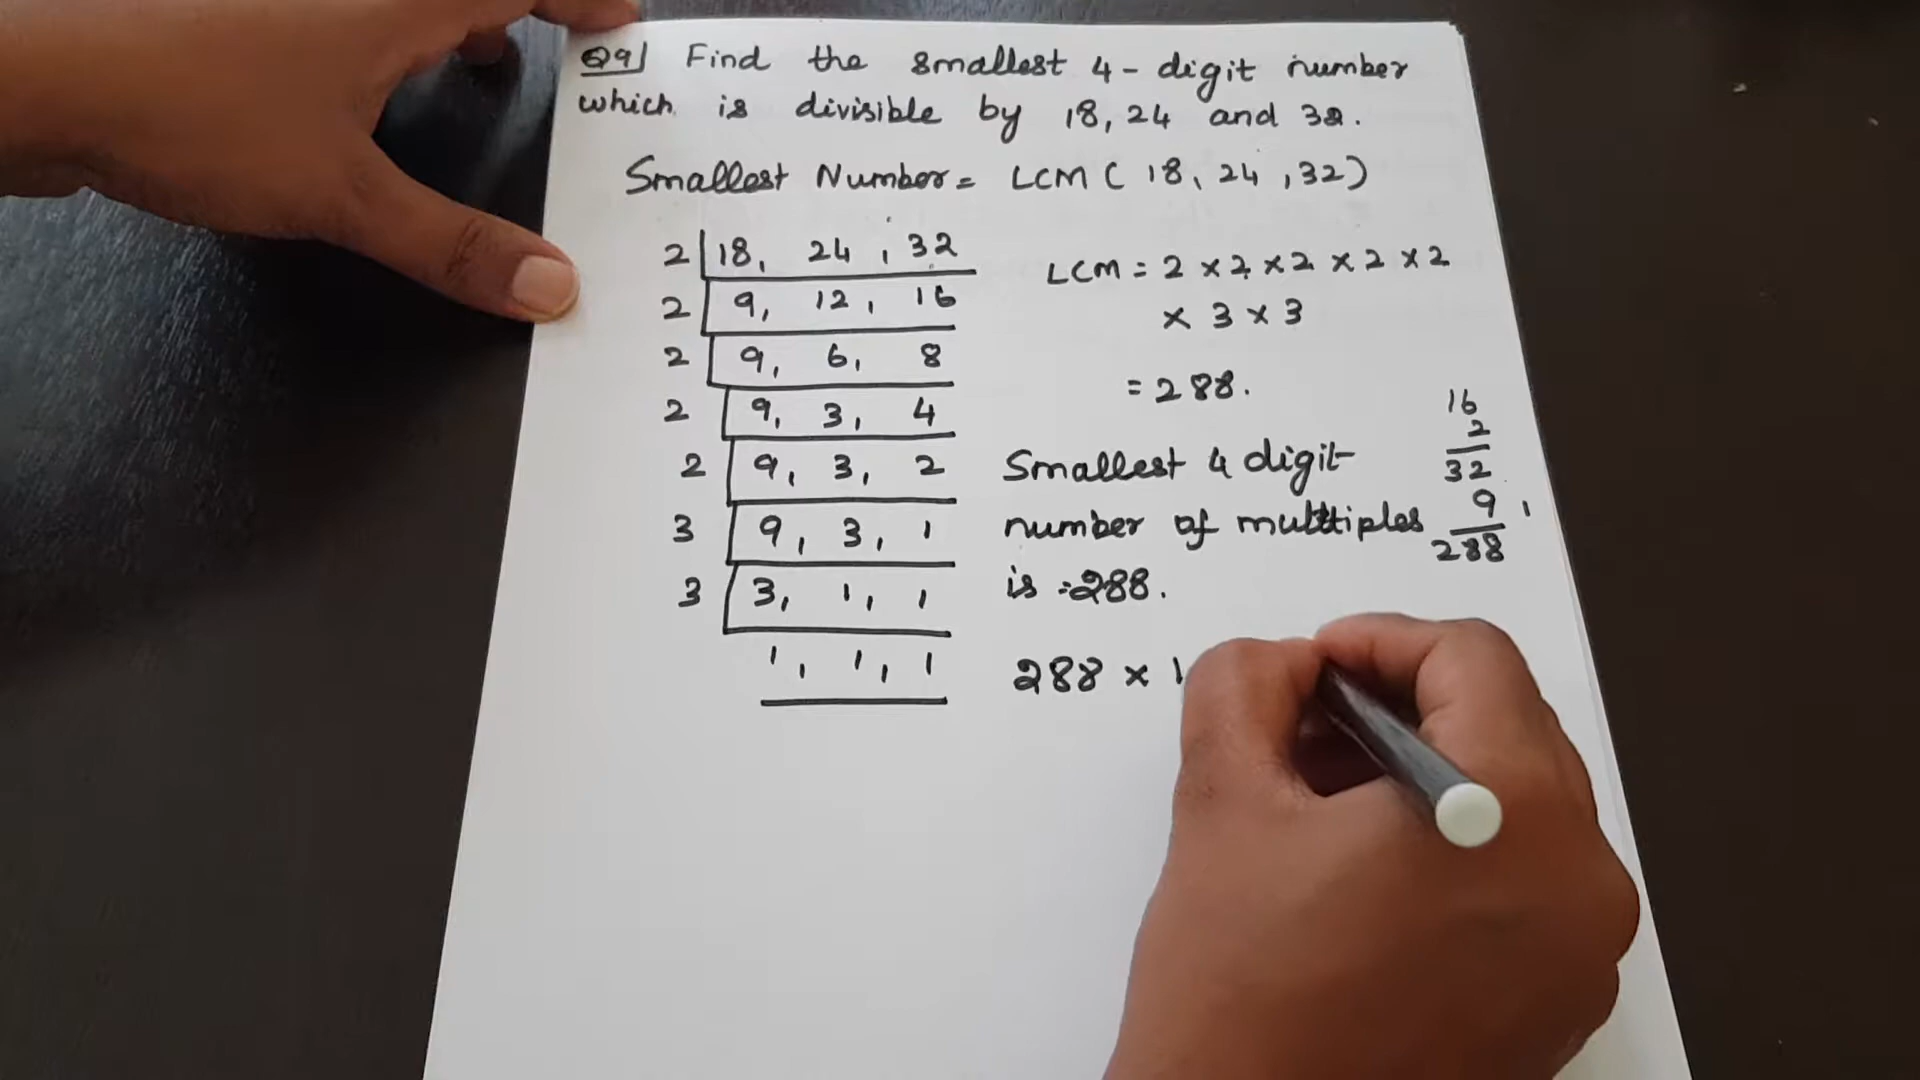 Q9] Find the smallest 4-digit number
which is divisible by 18, 24 and 32.
Smallest Number = LCM ( 18, 24, 32)
2 | 18, 24, 32
2 | 9, 12, 16
2 | 9, 6, 8
2 | 9, 3, 4
2 | 9, 3, 2
3 | 9, 3, 1
3 | 3, 1, 1
1, 1, 1
LCM = 2 × 2 × 2 × 2 × 2
× 3 × 3
= 288.
Smallest 4 digit
number of multiples
is = 288.
288 × 1
16
2
32
9
288